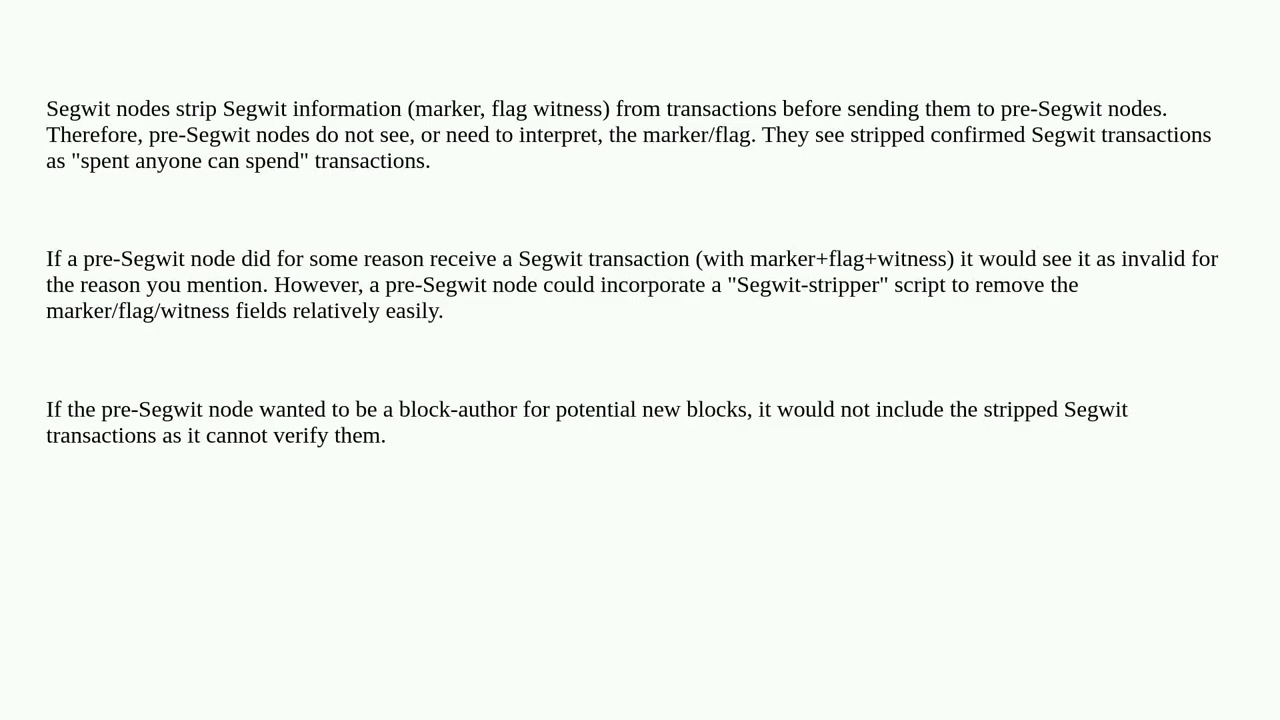 Segwit nodes strip Segwit information (marker, flag witness) from transactions before sending them to pre-Segwit nodes.
Therefore, pre-Segwit nodes do not see, or need to interpret, the marker/flag. They see stripped confirmed Segwit transactions
as "spent anyone can spend" transactions.
If a pre-Segwit node did for some reason receive a Segwit transaction (with marker+flag+witness) it would see it as invalid for
the reason you mention. However, a pre-Segwit node could incorporate a "Segwit-stripper" script to remove the
marker/flag/witness fields relatively easily.
If the pre-Segwit node wanted to be a block-author for potential new blocks, it would not include the stripped Segwit
transactions as it cannot verify them.